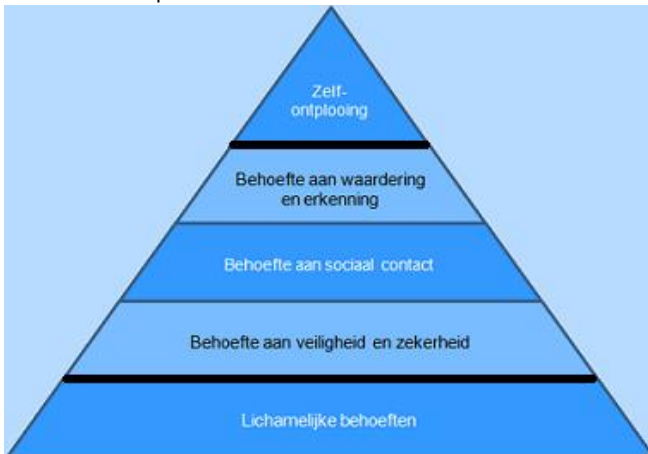 Zelf-
ontplooing
Behoefte aan waardering
en erkenning
Behoefte aan sociaal contact
Behoefte aan veiligheid en zekerheid
Lichamelijke behoeften